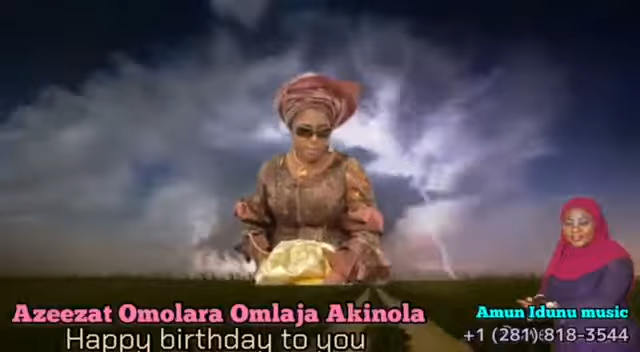 Azeezat Omolara Omlaja Akinola
Happy birthday to you
Amun Idunu music
+1 (281) 818-3544